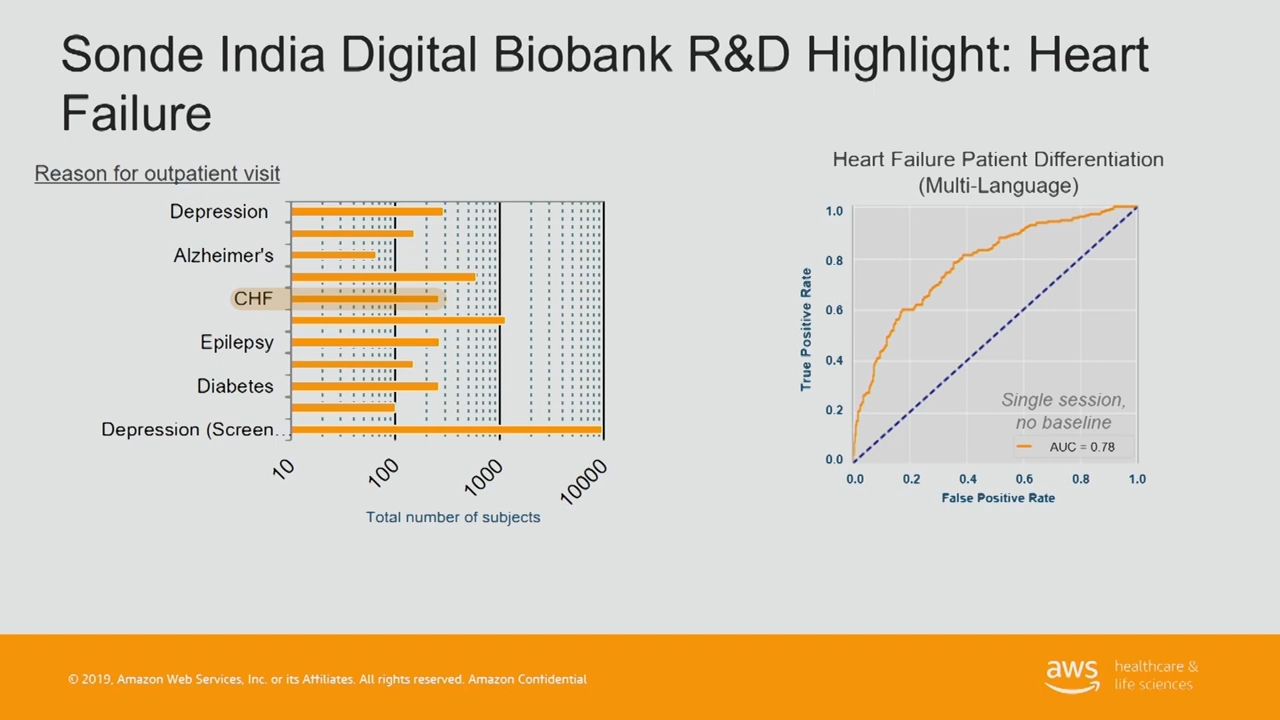 Sonde India Digital Biobank R&D Highlight: Heart
Failure
Reason for outpatient visit
Depression
Alzheimer's
CHF
Epilepsy
Diabetes
Depression (Screen...
10
100
1000
10000
Total number of subjects
Heart Failure Patient Differentiation
(Multi-Language)
True Positive Rate
1.0
0.8
0.6
0.4
0.2
0.0
Single session,
no baseline
AUC = 0.78
0.0 0.2 0.4 0.6 0.8 1.0
False Positive Rate
© 2019, Amazon Web Services, Inc. or its Affiliates. All rights reserved. Amazon Confidential
aws
healthcare &
life sciences